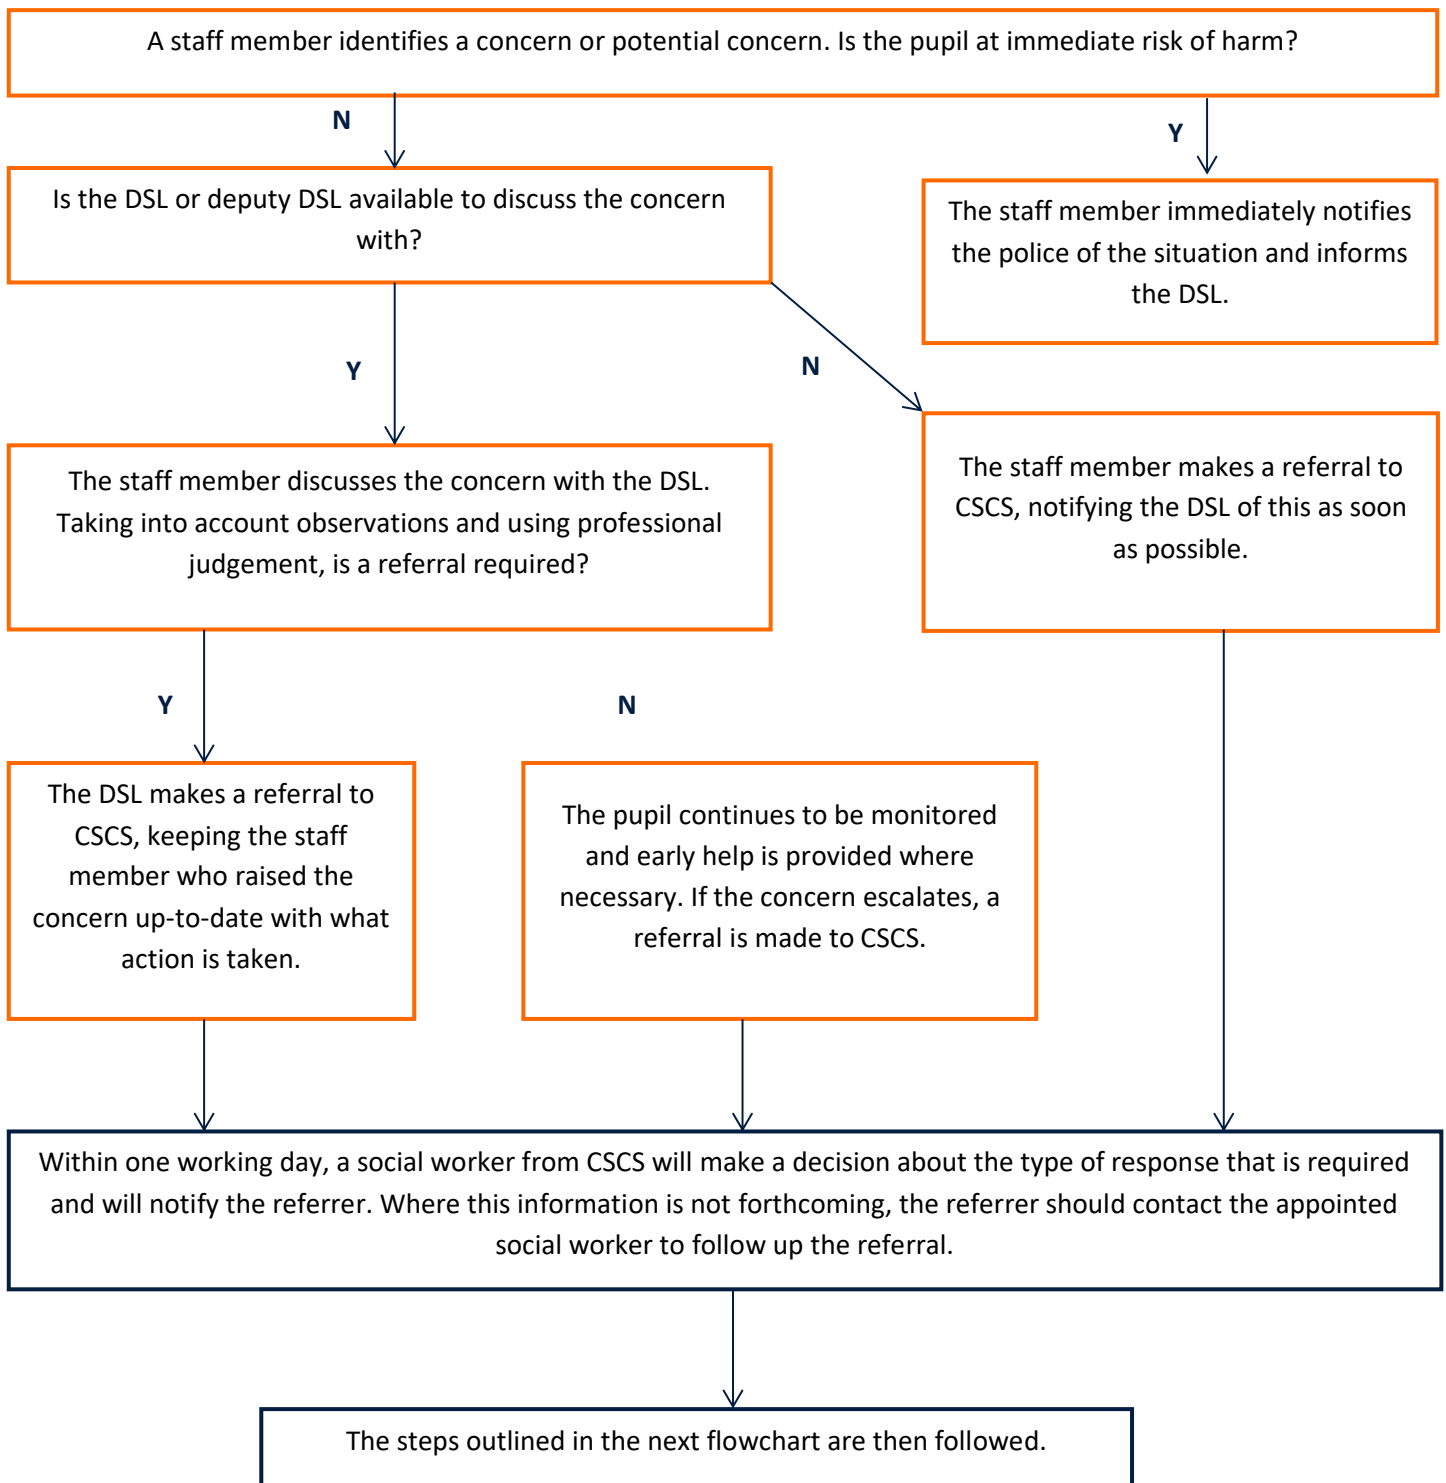 A staff member identifies a concern or potential concern. Is the pupil at immediate risk of harm?
N
Y
Is the DSL or deputy DSL available to discuss the concern
with?
The staff member immediately notifies
the police of the situation and informs
the DSL.
Y
N
The staff member discusses the concern with the DSL.
Taking into account observations and using professional
judgement, is a referral required?
The staff member makes a referral to
CSCS, notifying the DSL of this as soon
as possible.
Y
N
The DSL makes a referral to
CSCS, keeping the staff
member who raised the
concern up-to-date with what
action is taken.
The pupil continues to be monitored
and early help is provided where
necessary. If the concern escalates, a
referral is made to CSCS.
Within one working day, a social worker from CSCS will make a decision about the type of response that is required
and will notify the referrer. Where this information is not forthcoming, the referrer should contact the appointed
social worker to follow up the referral.
The steps outlined in the next flowchart are then followed.